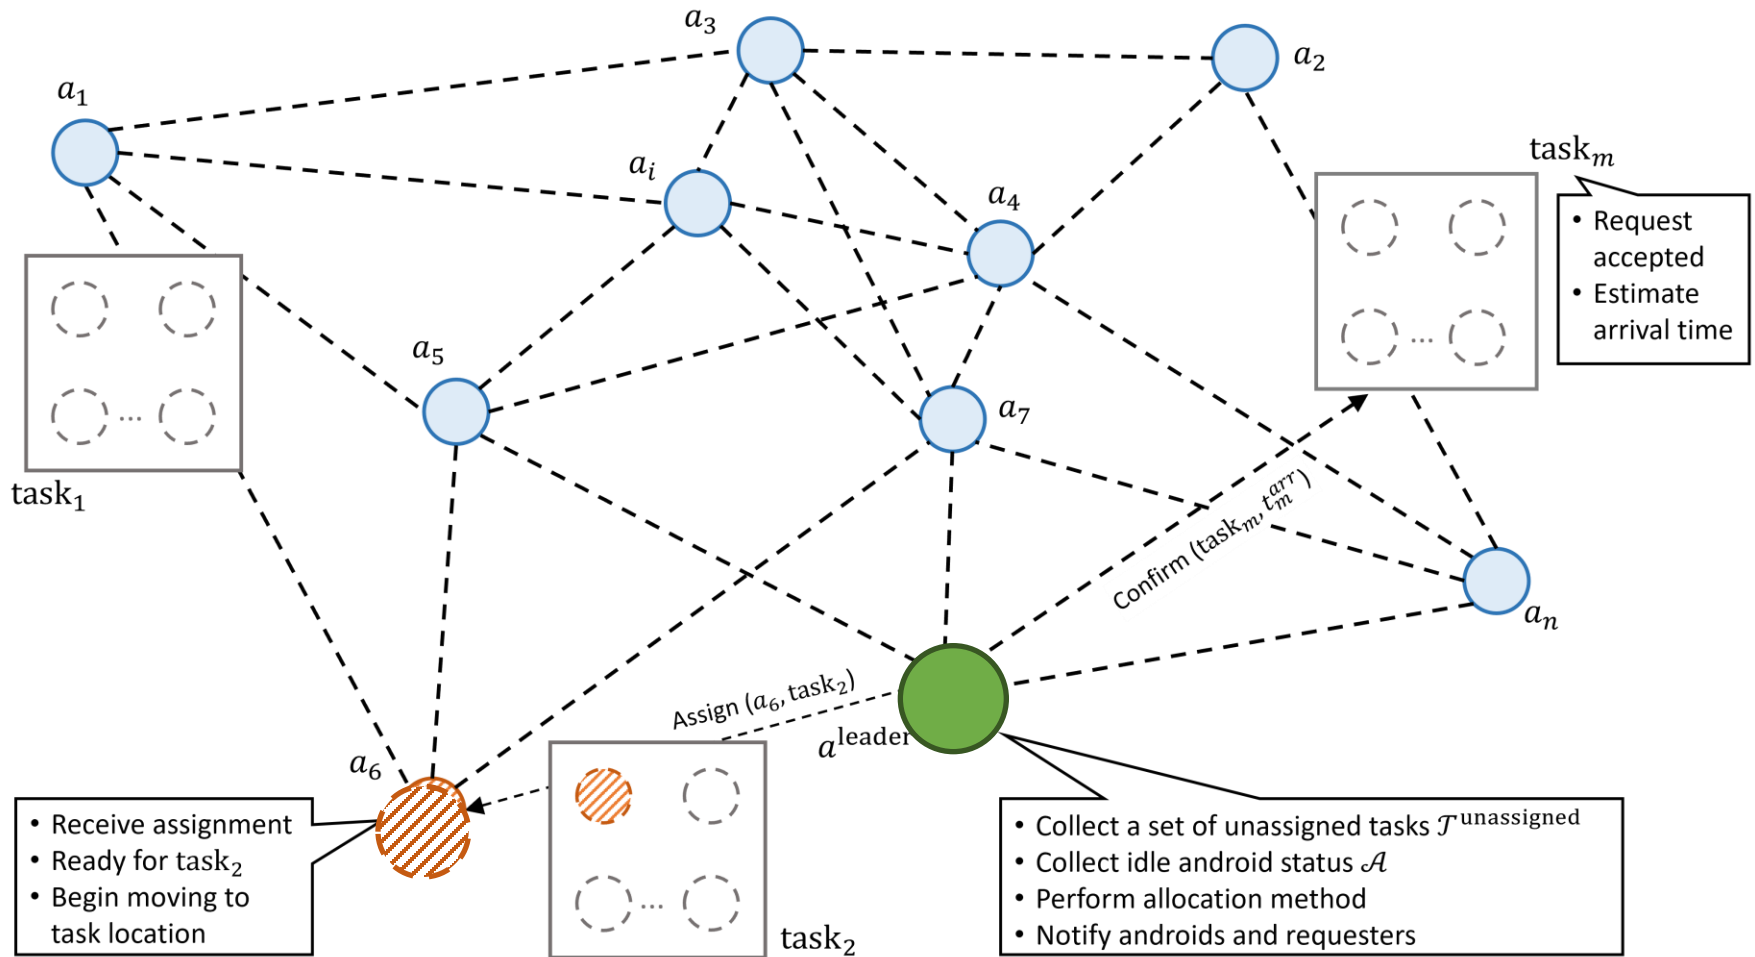 a₃
a₂
a₁
taskₘ
aᵢ
a₄
• Request
accepted
• Estimate
arrival time
a₅
...
a₇
...
task₁
Confirm (taskₘ, tₘᵃʳʳ)
aₙ
Assign (a₆, task₂)
a^leader
a₆
• Receive assignment
• Ready for task₂
• Begin moving to
task location
...
task₂
• Collect a set of unassigned tasks 𝒯^unassigned
• Collect idle android status 𝒜
• Perform allocation method
• Notify androids and requesters